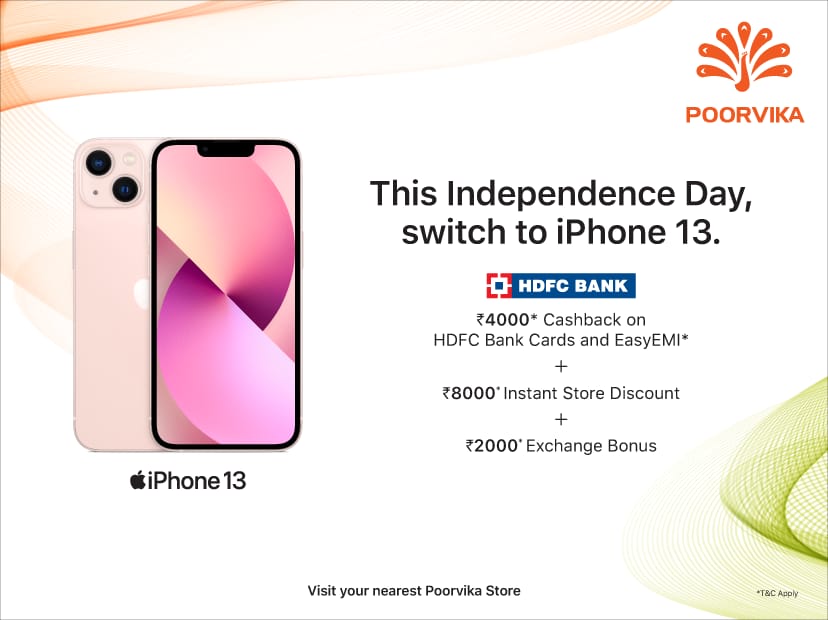 POORVIKA
This Independence Day,
switch to iPhone 13.
HDFC BANK
₹4000* Cashback on
HDFC Bank Cards and EasyEMI*
+
₹8000* Instant Store Discount
+
₹2000* Exchange Bonus
iPhone 13
Visit your nearest Poorvika Store
*T&C Apply